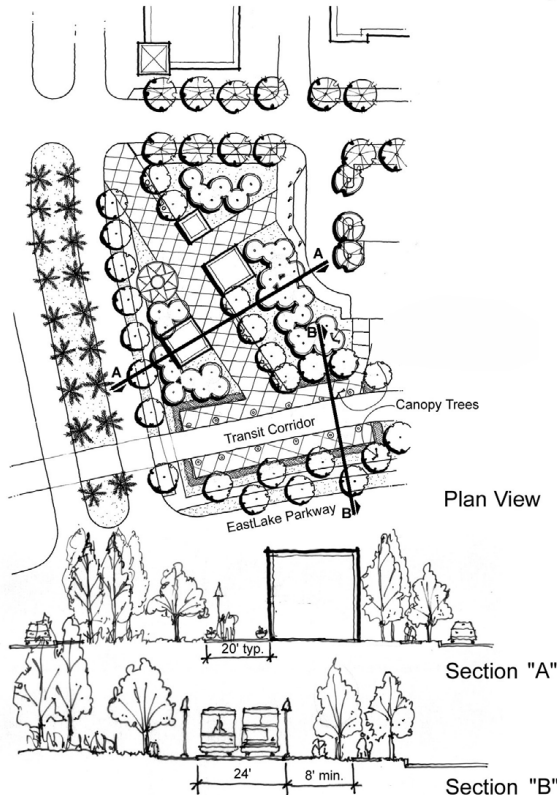 A
B
Canopy Trees
A
Transit Corridor
Plan View
EastLake Parkway
B
20' typ.
Section "A"
24'
8' min.
Section "B"